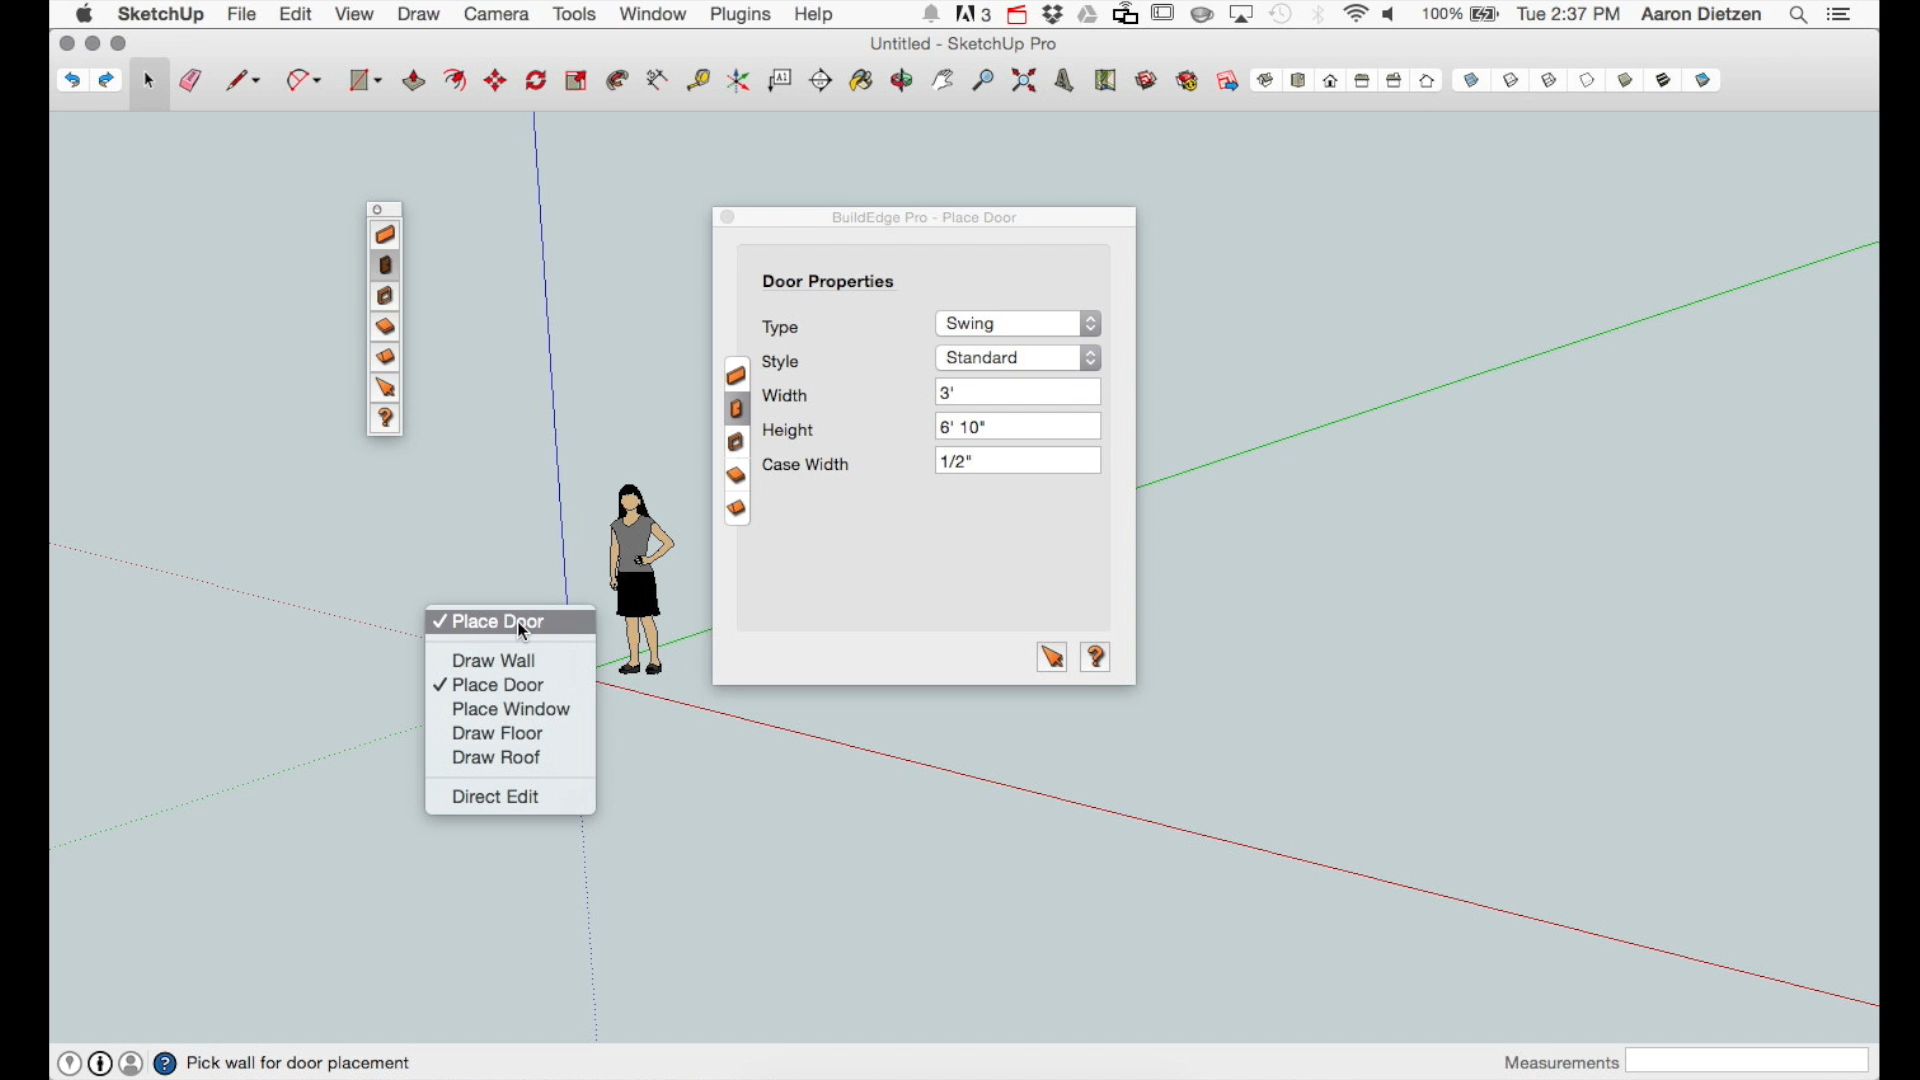 SketchUp File Edit View Draw Camera Tools Window Plugins Help 3 100% Tue 2:37 PM Aaron Dietzen
Untitled - SketchUp Pro
A1
BuildEdge Pro - Place Door
Door Properties
Type Swing
Style Standard
Width 3'
Height 6' 10"
Case Width 1/2"
✓ Place Door
Draw Wall
✓ Place Door
Place Window
Draw Floor
Draw Roof
Direct Edit
Pick wall for door placement
Measurements